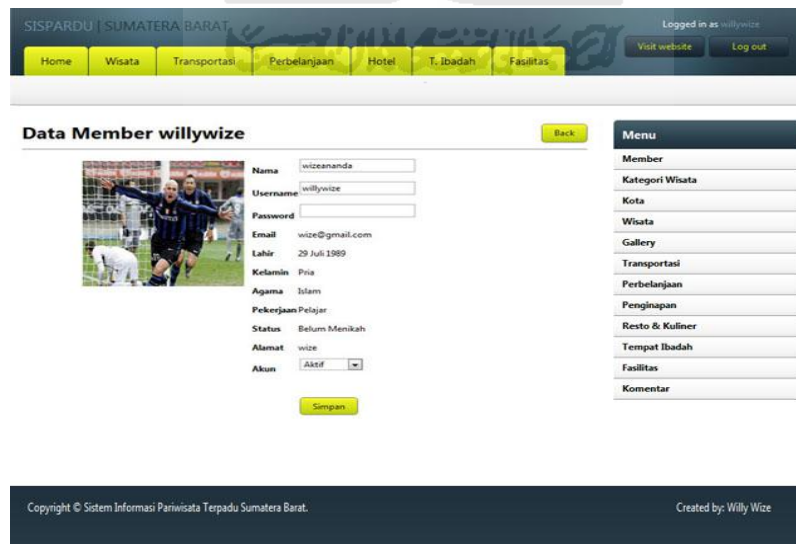 SISPARDU | SUMATERA BARAT
Logged in as willywize
Visit website Log out
Home Wisata Transportasi Perbelanjaan Hotel T. Ibadah Fasilitas
Data Member willywize
Back
Nama wizeananda
Username willywize
Password
Email wize@gmail.com
Lahir 29 Juli 1989
Kelamin Pria
Agama Islam
Pekerjaan Pelajar
Status Belum Menikah
Alamat wize
Akun Aktif
Simpan
Menu
Member
Kategori Wisata
Kota
Wisata
Gallery
Transportasi
Perbelanjaan
Penginapan
Resto & Kuliner
Tempat Ibadah
Fasilitas
Komentar
Copyright © Sistem Informasi Pariwisata Terpadu Sumatera Barat.
Created by: Willy Wize